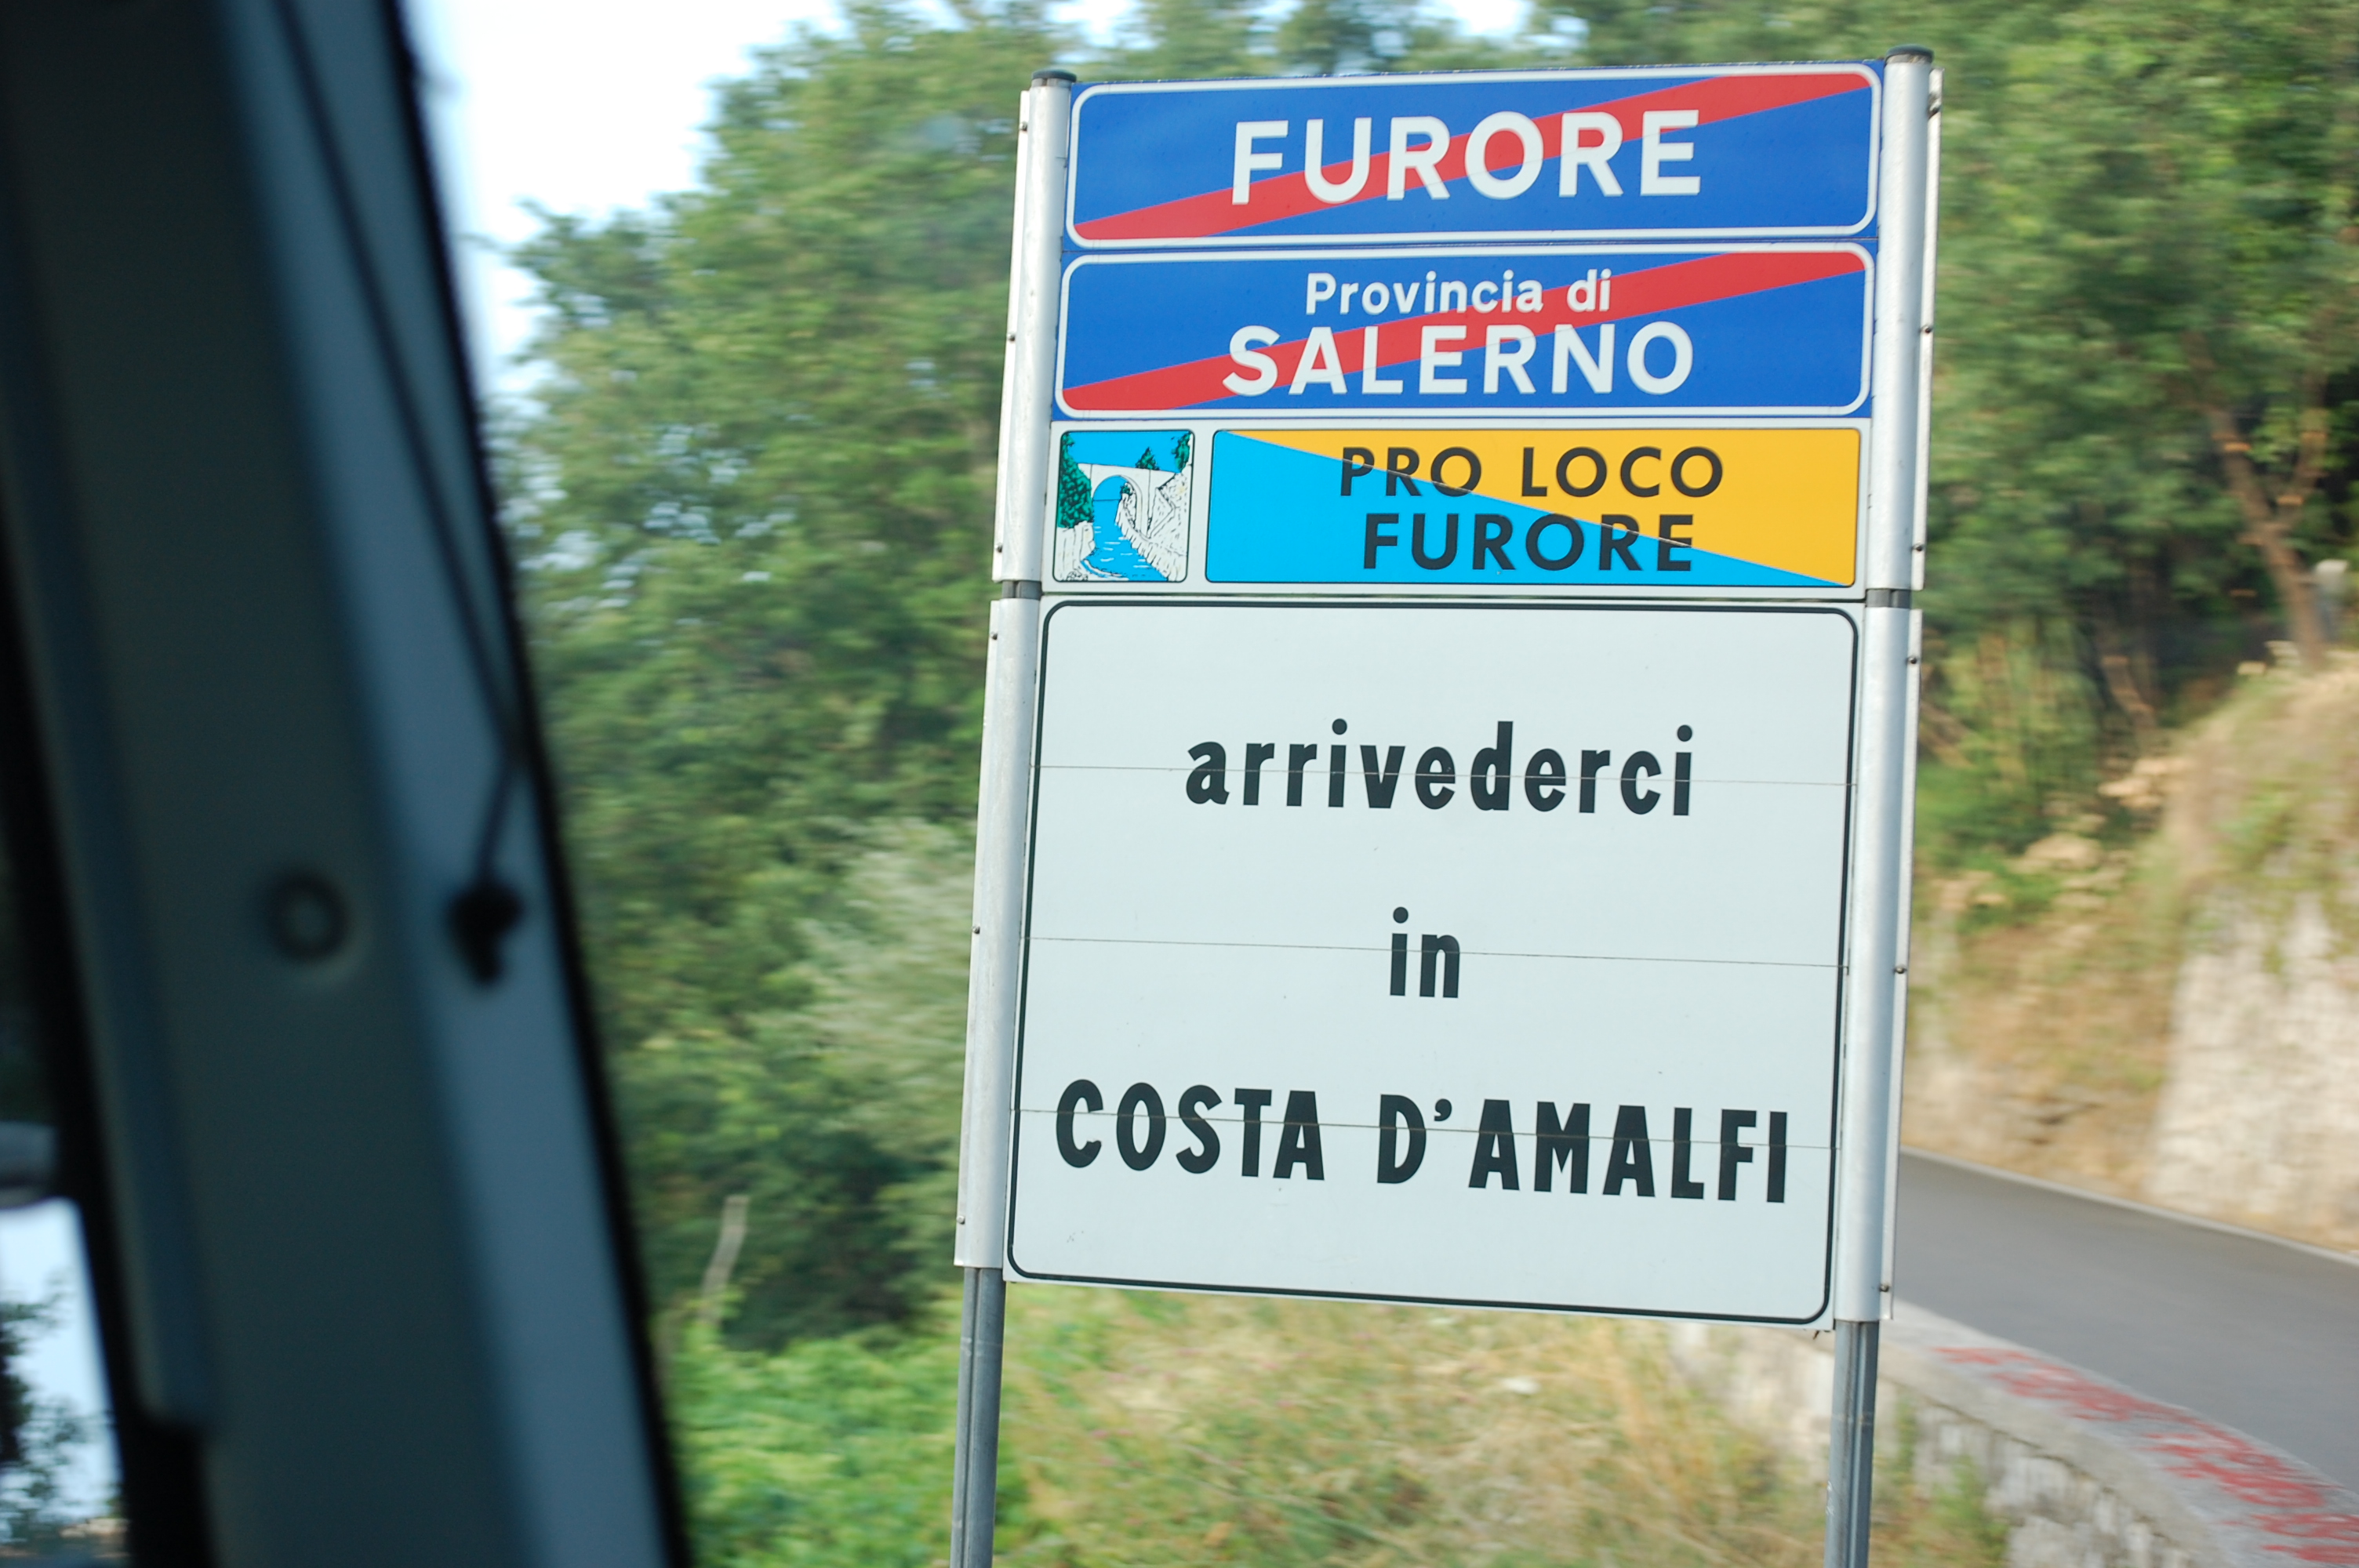 FURORE
Provincia di
SALERNO
PRO LOCO
FURORE
arrivederci
in
COSTA D'AMALFI